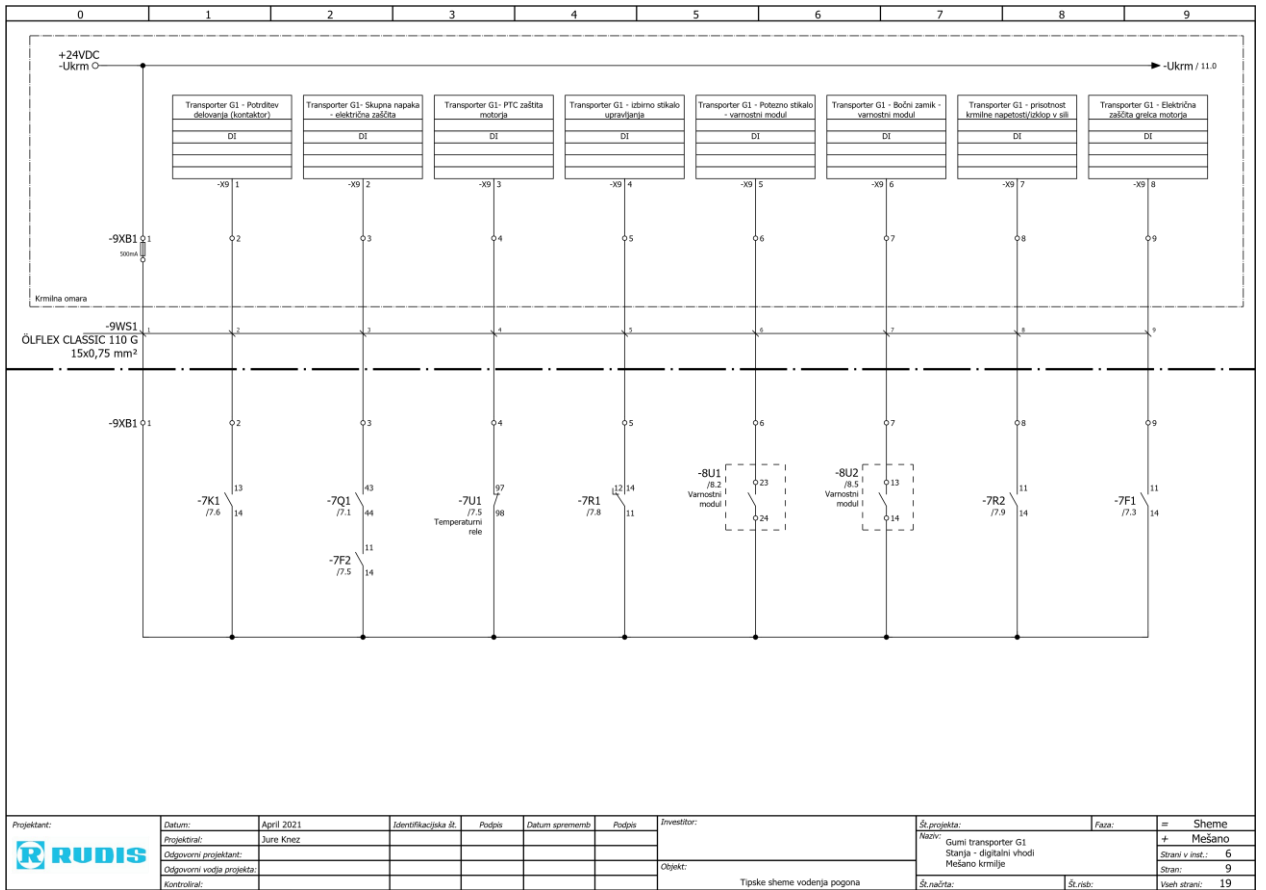 0 1 2 3 4 5 6 7 8 9
+24VDC
-Ukrm
-Ukrm / 11.0
Transporter G1 - Potrditev
delovanja (kontaktor)
DI
Transporter G1- Skupna napaka
- električna zaščita
DI
Transporter G1- PTC zaštita
motorja
DI
Transporter G1 - izbirno stikalo
upravljanja
DI
Transporter G1 - Potezno stikalo
- varnostni modul
DI
Transporter G1 - Bočni zamik -
varnostni modul
DI
Transporter G1 - prisotnost
krmilne napetosti/izklop v sili
DI
Transporter G1 - Električna
zaščita grelca motorja
DI
-X9 1 -X9 2 -X9 3 -X9 4 -X9 5 -X9 6 -X9 7 -X9 8
-9XB1 1 2 3 4 5 6 7 8 9
500mA
Krmilna omara
-9WS1 1 2 3 4 5 6 7 8 9
ÖLFLEX CLASSIC 110 G
15x0,75 mm²
-9XB1 1 2 3 4 5 6 7 8 9
-7K1
/7.6
13
14
-7Q1
/7.1
43
44
-7F2
/7.5
11
14
-7U1
/7.5
Temperaturni
rele
97
98
-7R1
/7.8
12 14
11
-8U1
/8.2
Varnostni
modul
23
24
-8U2
/8.5
Varnostni
modul
13
14
-7R2
/7.9
11
14
-7F1
/7.3
11
14
Projektant:
RUDIS
Datum: April 2021
Projektiral: Jure Knez
Odgovorni projektant:
Odgovorni vodja projekta:
Kontroliral:
Identifikacijska št. Podpis Datum sprememb Podpis
Investitor:
Objekt:
Tipske sheme vodenja pogona
Št.projekta: Faza:
Naziv:
Gumi transporter G1
Stanja - digitalni vhodi
Mešano krmilje
Št.načrta: Št.risb:
= Sheme
+ Mešano
Strani v inst.: 6
Stran: 9
Vseh strani: 19